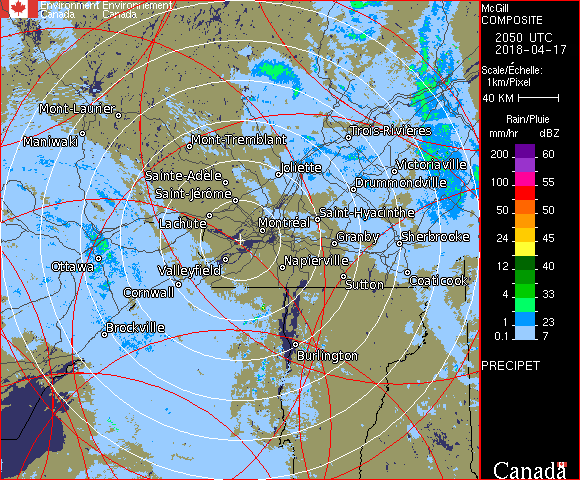 Environment Environnement
Canada Canada
McGill
COMPOSITE
2050 UTC
2018-04-17
Scale/Échelle:
1km/Pixel
40 KM
Rain/Pluie
mm/hr dBZ
200 60
100 55
50 50
24 45
12 40
4 33
1 23
0.1 7
PRECIPET
Mont-Laurier
Maniwaki
Mont-Tremblant
Trois-Rivières
Joliette
Victoriaville
Sainte-Adèle
Drummondville
Saint-Jérôme
Saint-Hyacinthe
Lachute
Montréal
Granby
Sherbrooke
Ottawa
Valleyfield
Napierville
Sutton
Coaticook
Cornwall
Brockville
Burlington
Canada